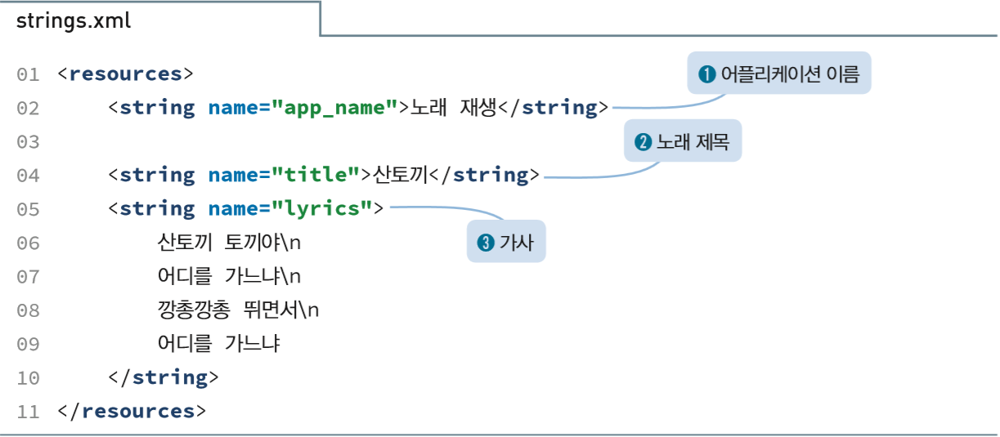 strings.xml
01 <resources>
❶ 어플리케이션 이름
02 <string name="app_name">노래 재생</string>
03
❷ 노래 제목
04 <string name="title">산토끼</string>
05 <string name="lyrics">
06 산토끼 토끼야\n
❸ 가사
07 어디를 가느냐\n
08 깡총깡총 뛰면서\n
09 어디를 가느냐
10 </string>
11 </resources>